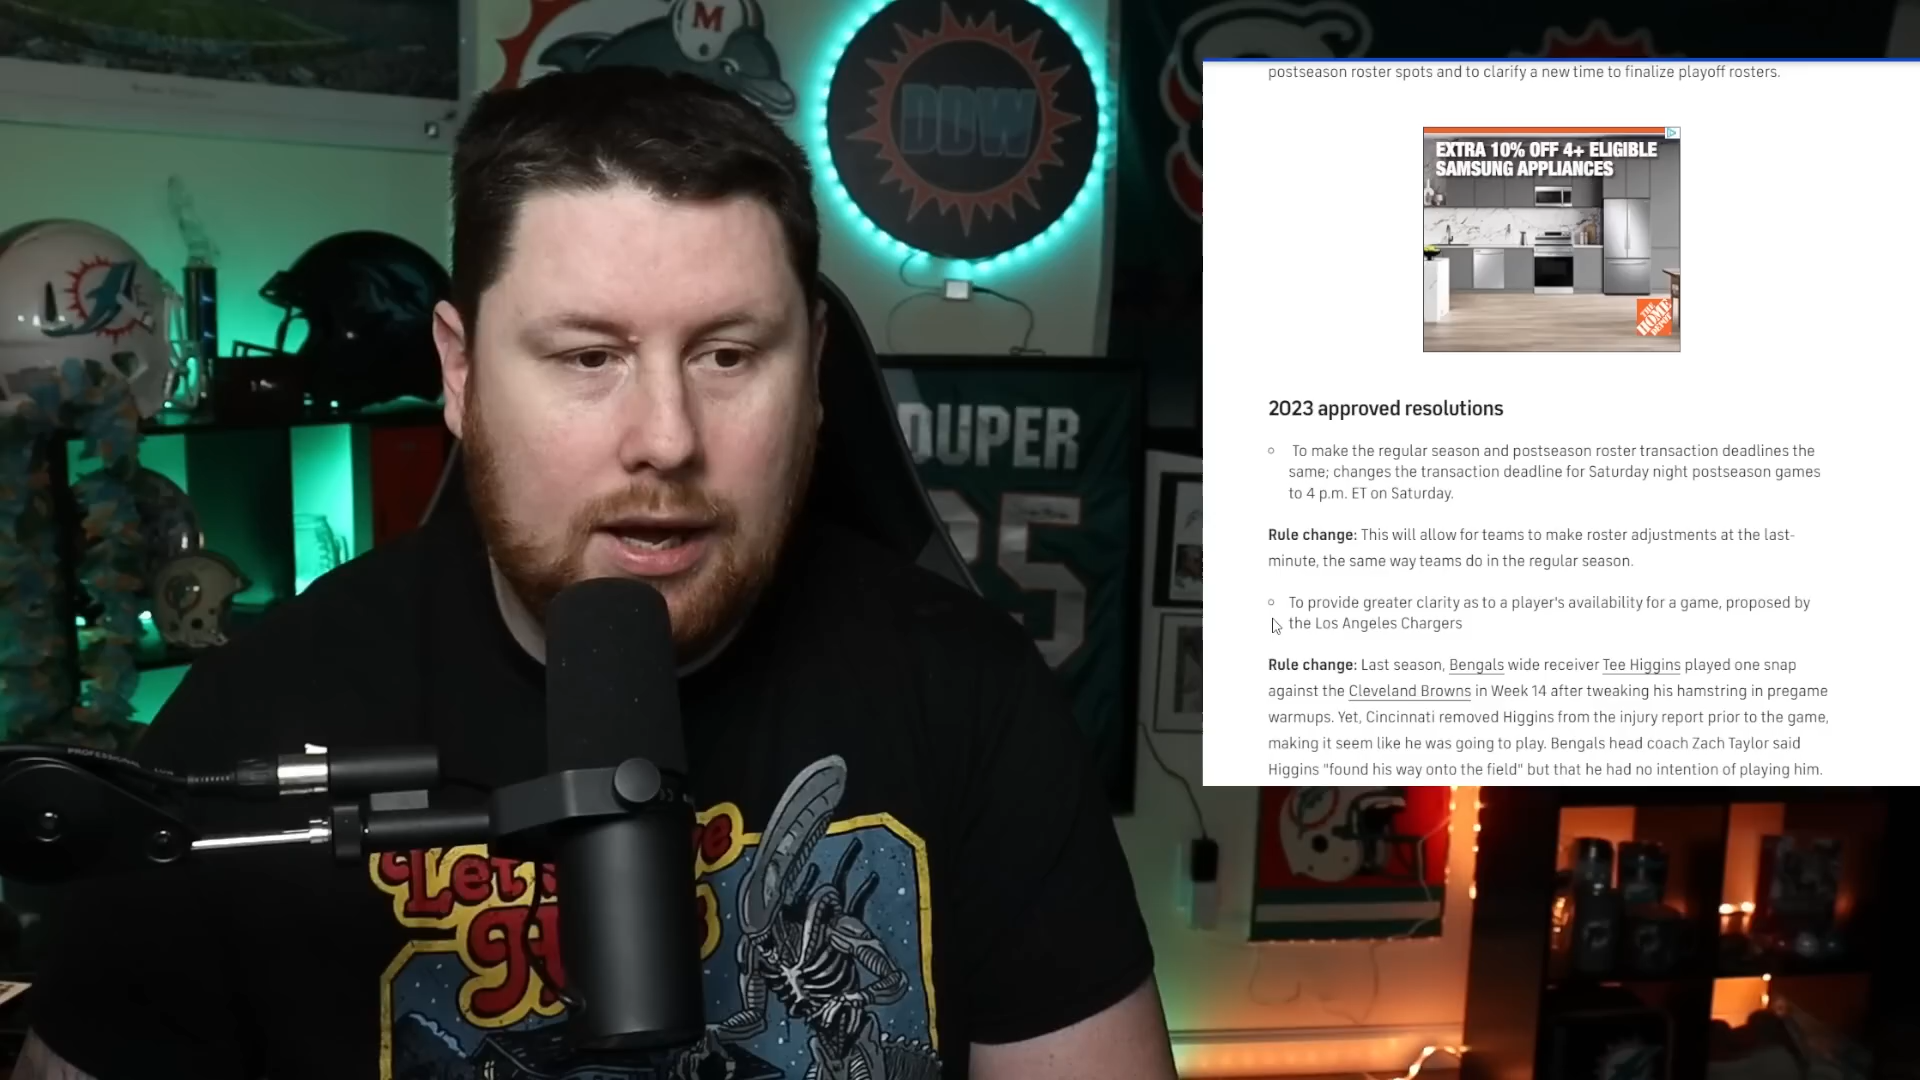 M
DDW
DUPER
85
PROFESSIONAL
Let's
postseason roster spots and to clarify a new time to finalize playoff rosters.
EXTRA 10% OFF 4+ ELIGIBLE
SAMSUNG APPLIANCES
THE
HOME
DEPOT
2023 approved resolutions
To make the regular season and postseason roster transaction deadlines the
same; changes the transaction deadline for Saturday night postseason games
to 4 p.m. ET on Saturday.
Rule change: This will allow for teams to make roster adjustments at the last-
minute, the same way teams do in the regular season.
To provide greater clarity as to a player's availability for a game, proposed by
the Los Angeles Chargers
Rule change: Last season, Bengals wide receiver Tee Higgins played one snap
against the Cleveland Browns in Week 14 after tweaking his hamstring in pregame
warmups. Yet, Cincinnati removed Higgins from the injury report prior to the game,
making it seem like he was going to play. Bengals head coach Zach Taylor said
Higgins "found his way onto the field" but that he had no intention of playing him.